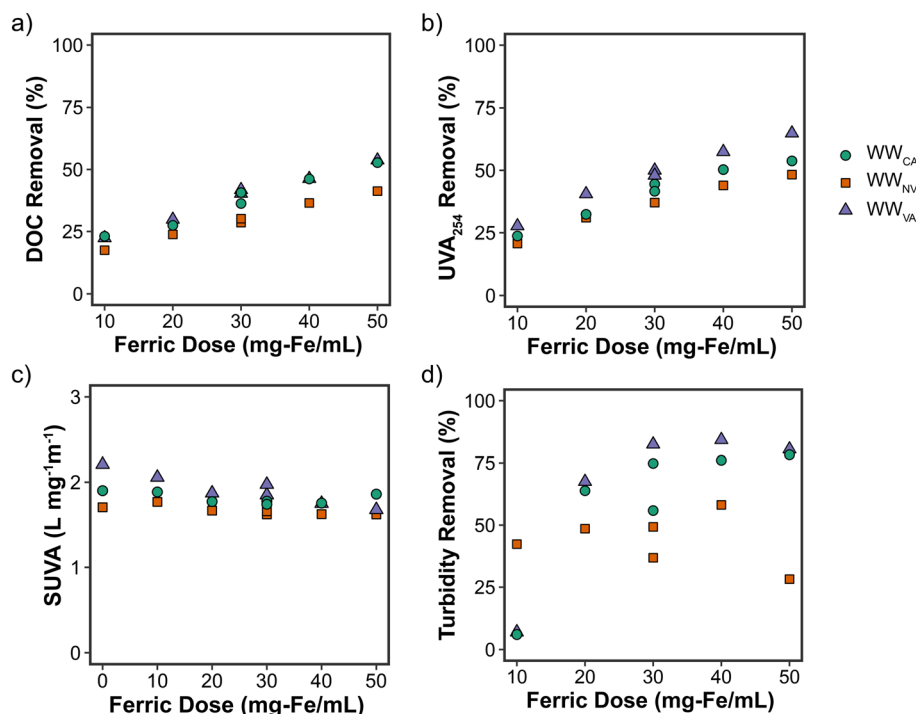 a)
b)
100
75
50
25
0
DOC Removal (%)
10 20 30 40 50
Ferric Dose (mg-Fe/mL)
100
75
50
25
0
UVA254 Removal (%)
10 20 30 40 50
Ferric Dose (mg-Fe/mL)
WWCA
WWNV
WWVA
c)
d)
3
2
1
0
SUVA (L mg-1m-1)
0 10 20 30 40 50
Ferric Dose (mg-Fe/mL)
100
75
50
25
0
Turbidity Removal (%)
10 20 30 40 50
Ferric Dose (mg-Fe/mL)